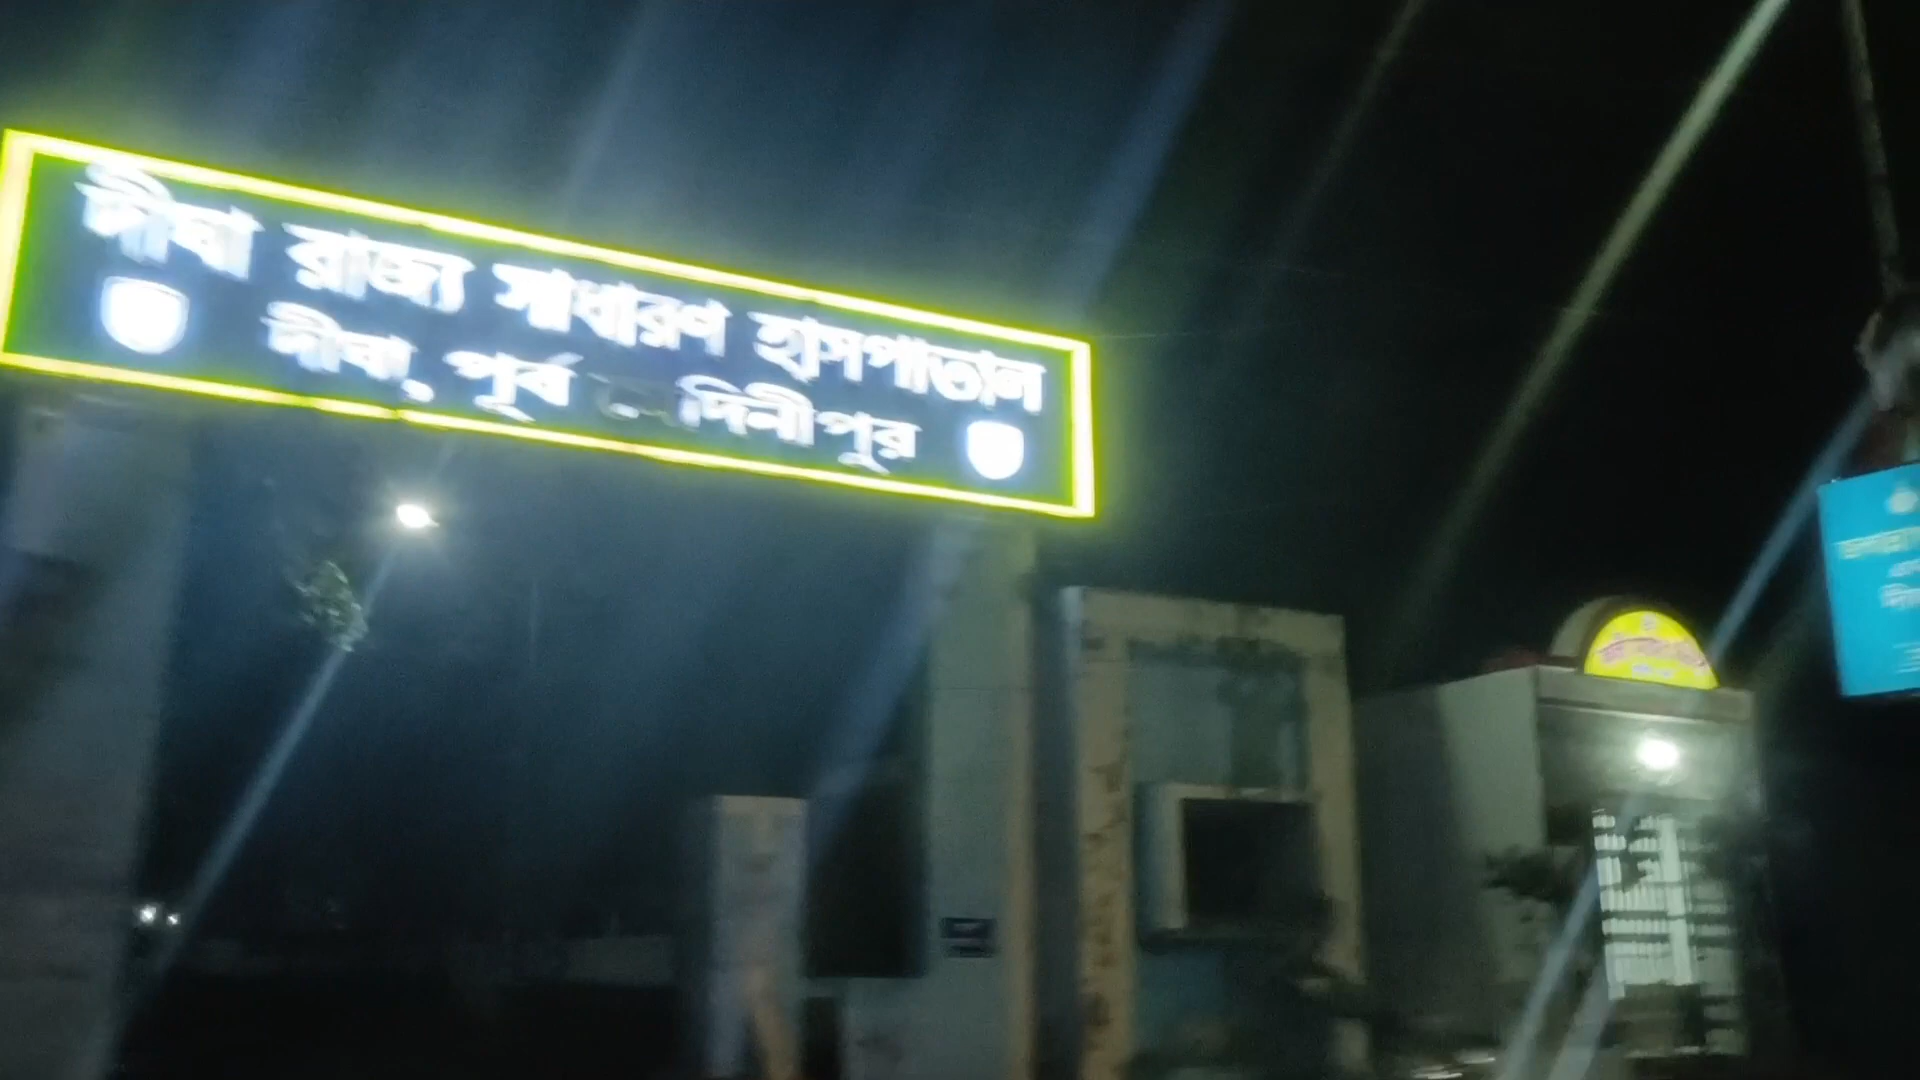 দীঘা রাজ্য সাধারণ হাসপাতাল
দীঘা, পূর্ব মেদিনীপুর